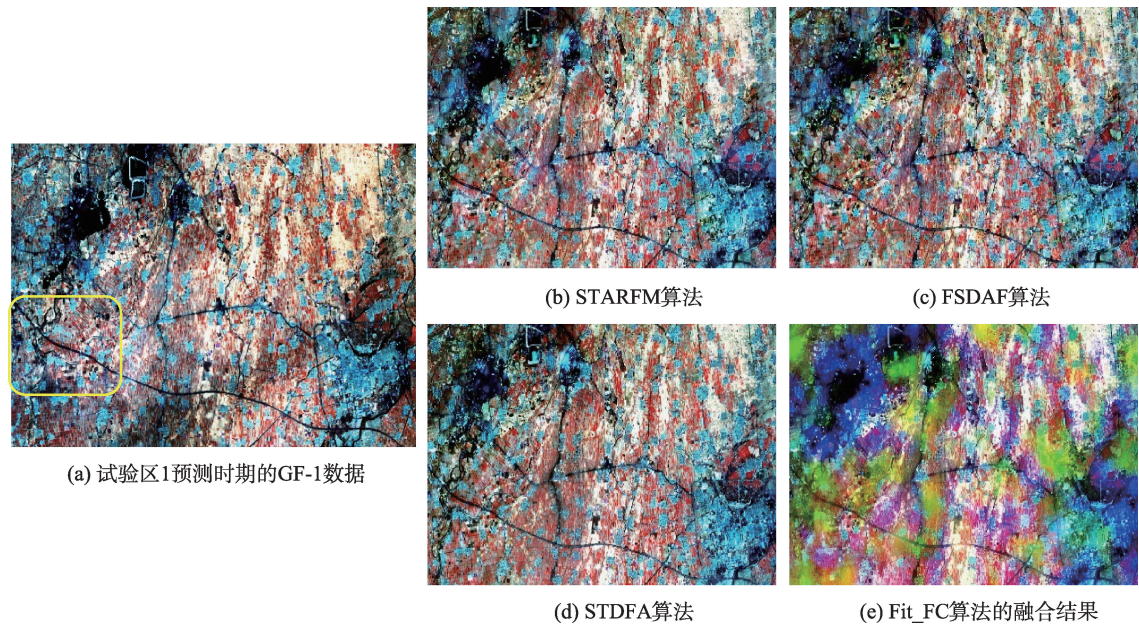 (b) STARFM算法
(c) FSDAF算法
(a) 试验区1预测时期的GF-1数据
(d) STDFA算法
(e) Fit_FC算法的融合结果